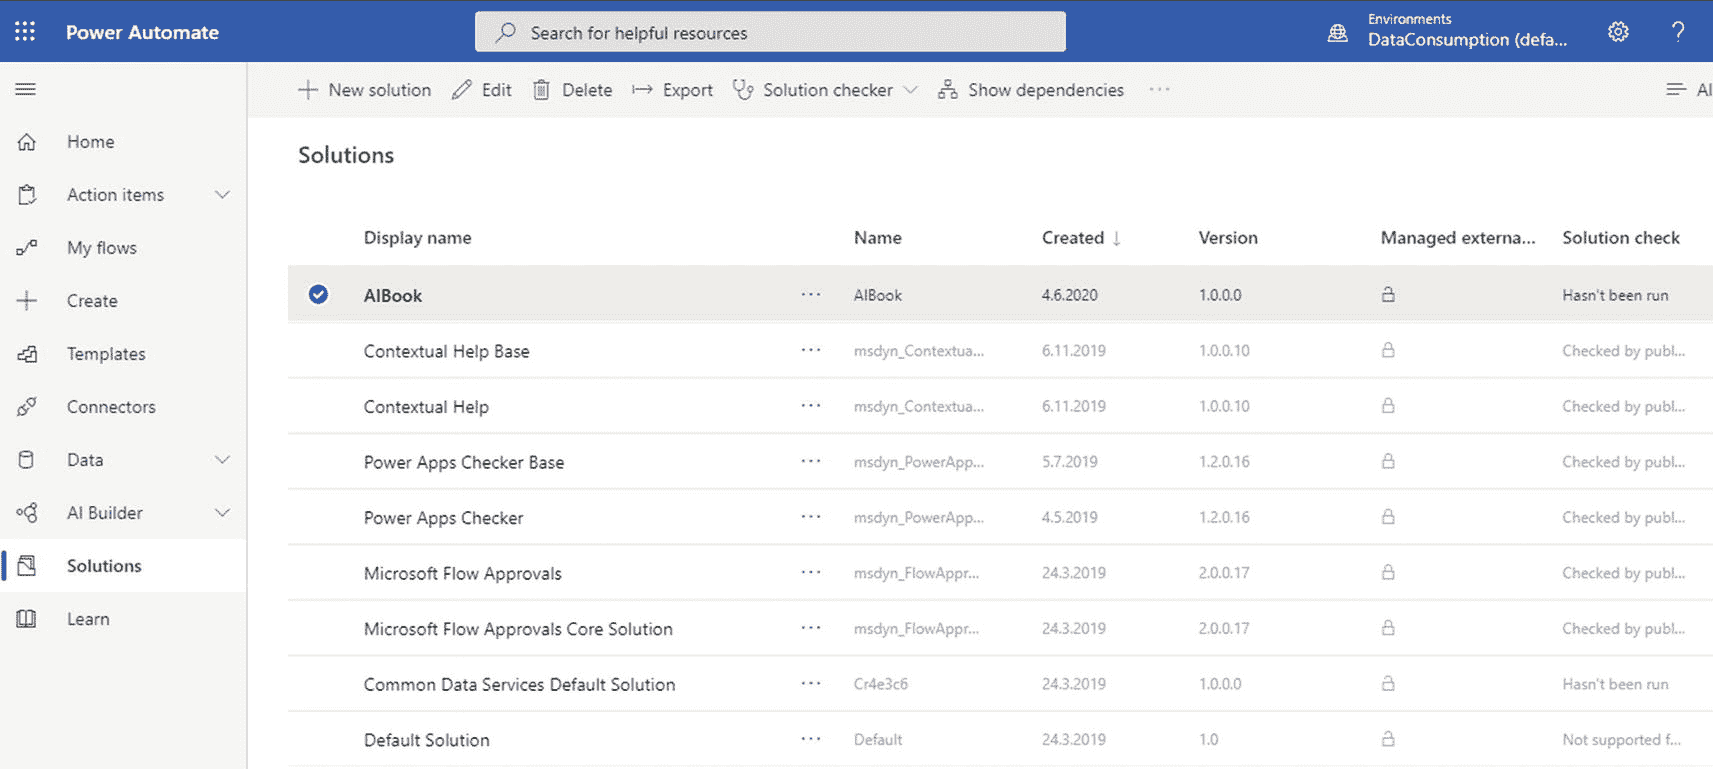 Power Automate
Search for helpful resources
Environments
DataConsumption (defa...
?
New solution Edit Delete Export Solution checker Show dependencies ··· Al
Home
Action items
My flows
Create
Templates
Connectors
Data
AI Builder
Solutions
Learn
Solutions
Display name Name Created ↓ Version Managed externa... Solution check
AIBook ··· AIBook 4.6.2020 1.0.0.0 Hasn't been run
Contextual Help Base ··· msdyn_Contextua... 6.11.2019 1.0.0.10 Checked by publ...
Contextual Help ··· msdyn_Contextua... 6.11.2019 1.0.0.10 Checked by publ...
Power Apps Checker Base ··· msdyn_PowerApp... 5.7.2019 1.2.0.16 Checked by publ...
Power Apps Checker ··· msdyn_PowerApp... 4.5.2019 1.2.0.16 Checked by publ...
Microsoft Flow Approvals ··· msdyn_FlowAppr... 24.3.2019 2.0.0.17 Checked by publ...
Microsoft Flow Approvals Core Solution ··· msdyn_FlowAppr... 24.3.2019 2.0.0.17 Checked by publ...
Common Data Services Default Solution ··· Cr4e3c6 24.3.2019 1.0.0.0 Hasn't been run
Default Solution ··· Default 24.3.2019 1.0 Not supported f...